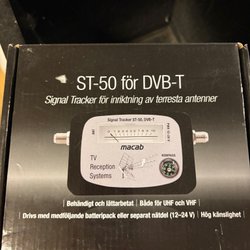 ST-50 för DVB-T
Signal Tracker för inriktning av terresta antenner
Signal Tracker ST-50, DVB-T
macab
TV
Reception
Systems
KOMPASS
Behändigt och lättarbetat | Både för UHF och VHF
Drivs med medföljande batteripack eller separat nätdel (12–24 V) | Hög känslighet